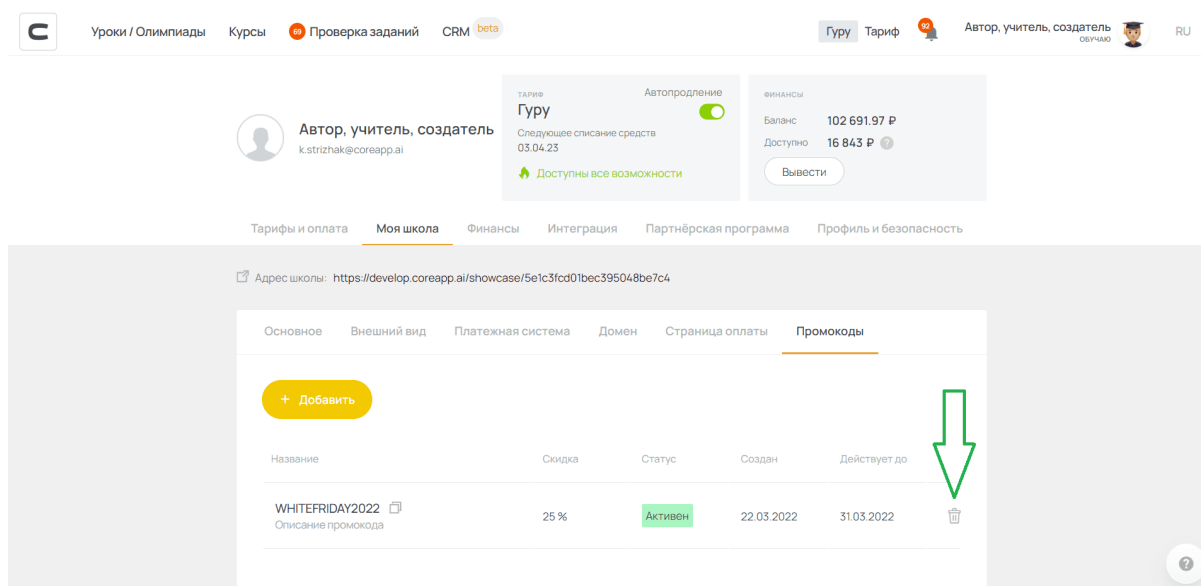 Уроки / Олимпиады Курсы 69 Проверка заданий CRM beta Гуру Тариф 92 Автор, учитель, создатель RU
ОБУЧАЮ
ТАРИФ Автопродление ФИНАНСЫ
Гуру
Баланс 102 691.97 ₽
Автор, учитель, создатель
Следующее списание средств
k.strizhak@coreapp.ai
03.04.23
Доступно 16 843 ₽ ?
Доступны все возможности
Вывести
Тарифы и оплата Моя школа Финансы Интеграция Партнёрская программа Профиль и безопасность
Адрес школы: https://develop.coreapp.ai/showcase/5e1c3fcd01bec395048be7c4
Основное Внешний вид Платежная система Домен Страница оплаты Промокоды
+ Добавить
Название Скидка Статус Создан Действует до
WHITEFRIDAY2022
Описание промокода
25 % Активен 22.03.2022 31.03.2022
?